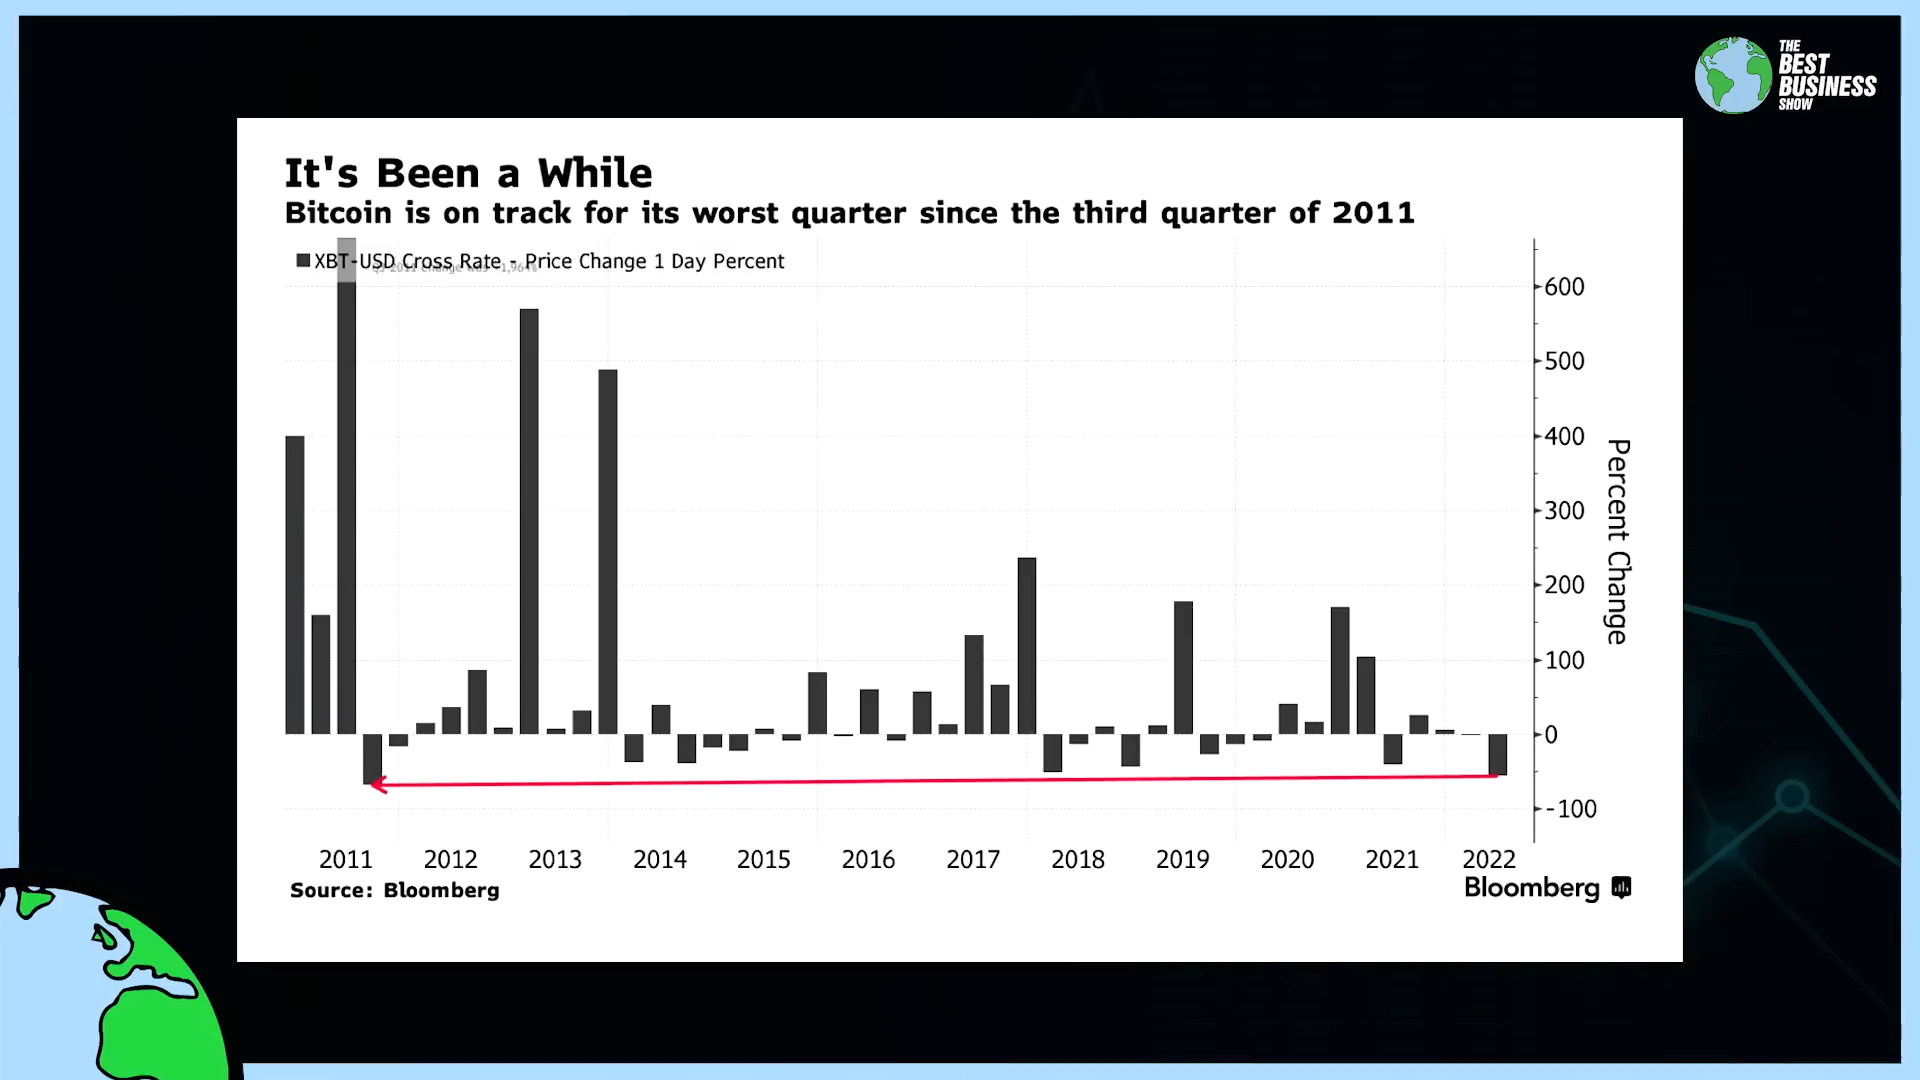 THE
BEST
BUSINESS
SHOW
It's Been a While
Bitcoin is on track for its worst quarter since the third quarter of 2011
XBT-USD Cross Rate - Price Change 1 Day Percent
600
500
400
300
200
100
0
-100
Percent Change
2011 2012 2013 2014 2015 2016 2017 2018 2019 2020 2021 2022
Source: Bloomberg
Bloomberg